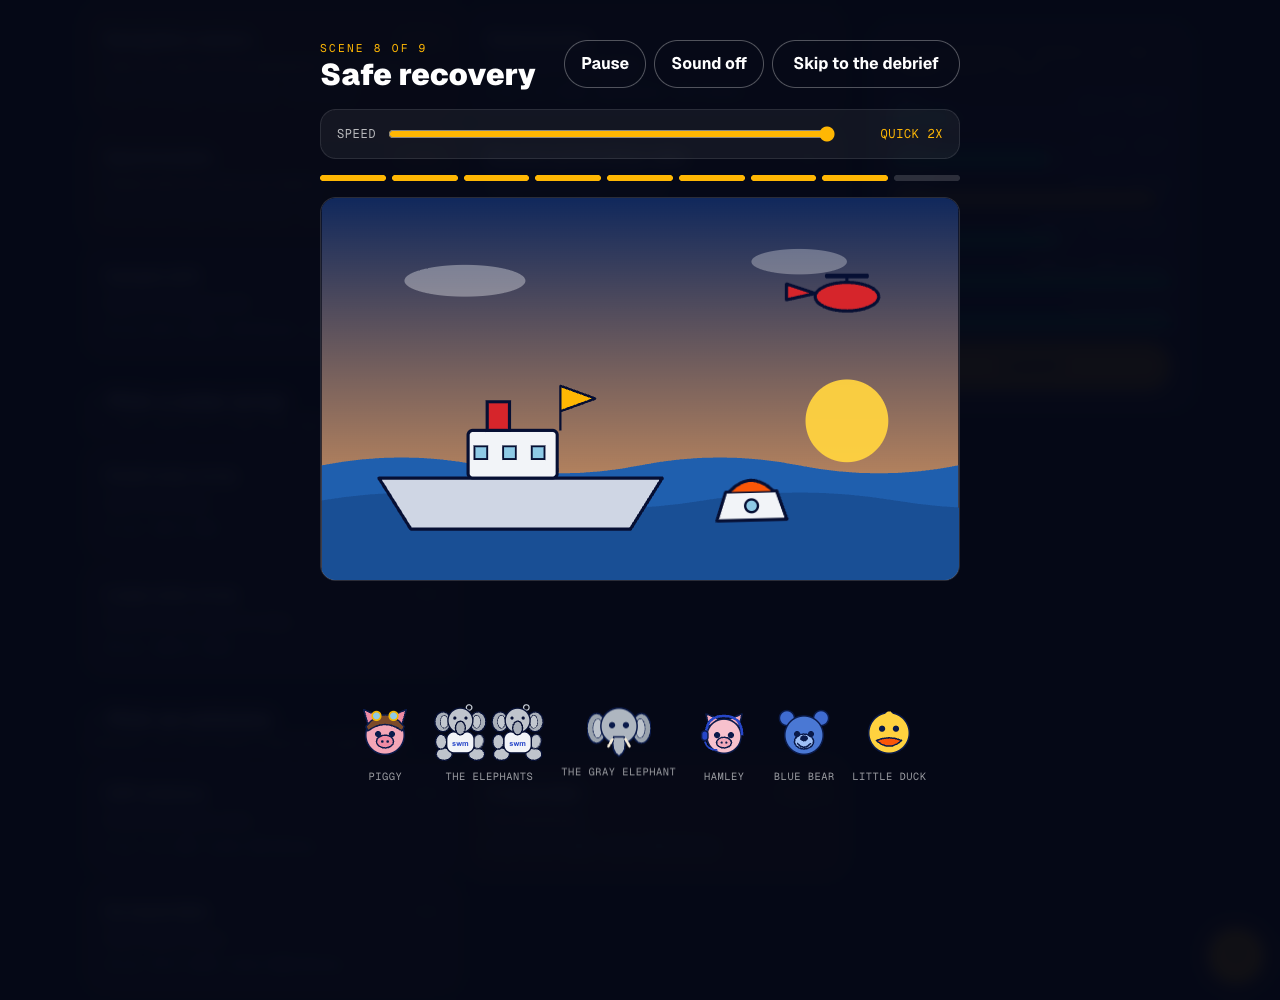 SCENE 8 OF 9
Safe recovery
Pause
Sound off
Skip to the debrief
SPEED
QUICK 2X
swm
swm
PIGGY
THE ELEPHANTS
THE GRAY ELEPHANT
HAMLEY
BLUE BEAR
LITTLE DUCK